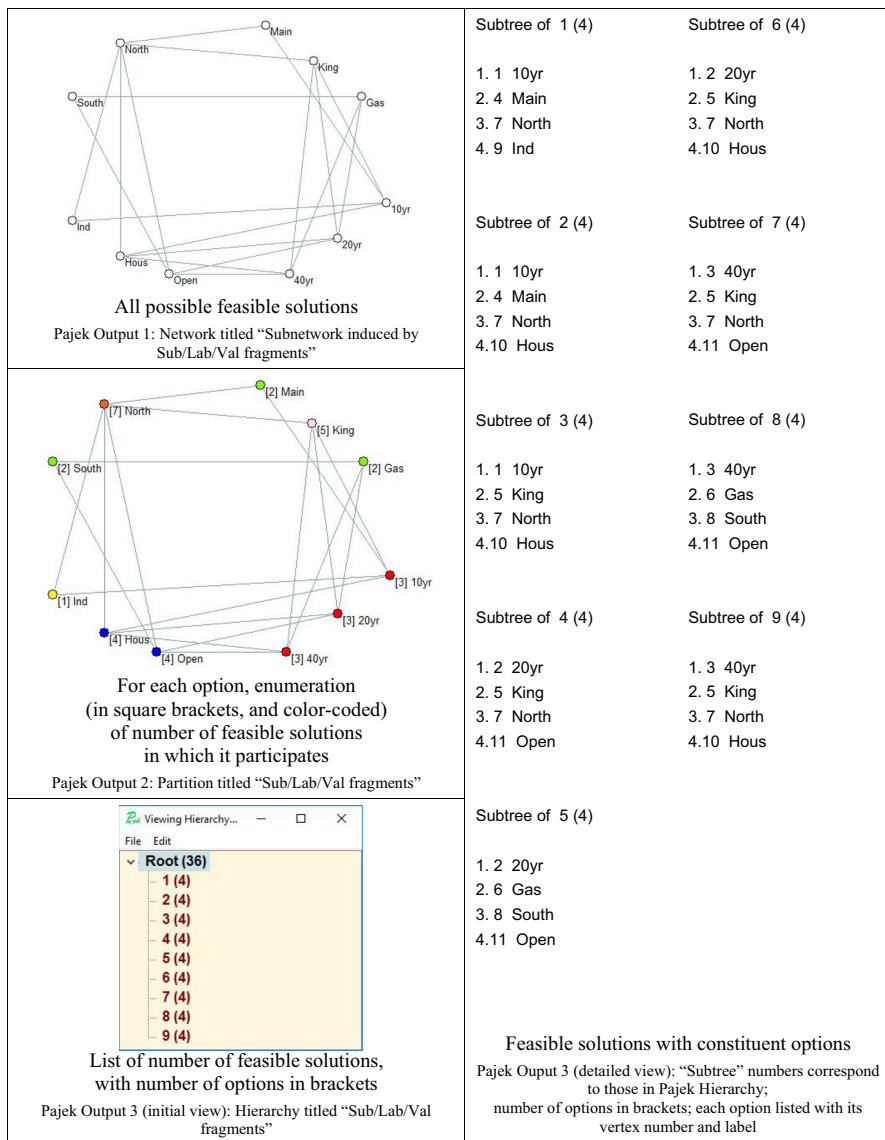 Main
North
King
South
Gas
10yr
Ind
20yr
Hous
Open
40yr
All possible feasible solutions
Pajek Output 1: Network titled “Subnetwork induced by
Sub/Lab/Val fragments”
[2] Main
[7] North
[5] King
[2] South
[2] Gas
[3] 10yr
[1] Ind
[3] 20yr
[4] Hous
[4] Open
[3] 40yr
For each option, enumeration
(in square brackets, and color-coded)
of number of feasible solutions
in which it participates
Pajek Output 2: Partition titled “Sub/Lab/Val fragments”
Viewing Hierarchy...
File Edit
Root (36)
1 (4)
2 (4)
3 (4)
4 (4)
5 (4)
6 (4)
7 (4)
8 (4)
9 (4)
List of number of feasible solutions,
with number of options in brackets
Pajek Output 3 (initial view): Hierarchy titled “Sub/Lab/Val
fragments”
Subtree of 1 (4)
1. 1 10yr
2. 4 Main
3. 7 North
4. 9 Ind
Subtree of 2 (4)
1. 1 10yr
2. 4 Main
3. 7 North
4.10 Hous
Subtree of 3 (4)
1. 1 10yr
2. 5 King
3. 7 North
4.10 Hous
Subtree of 4 (4)
1. 2 20yr
2. 5 King
3. 7 North
4.11 Open
Subtree of 5 (4)
1. 2 20yr
2. 6 Gas
3. 8 South
4.11 Open
Subtree of 6 (4)
1. 2 20yr
2. 5 King
3. 7 North
4.10 Hous
Subtree of 7 (4)
1. 3 40yr
2. 5 King
3. 7 North
4.11 Open
Subtree of 8 (4)
1. 3 40yr
2. 6 Gas
3. 8 South
4.11 Open
Subtree of 9 (4)
1. 3 40yr
2. 5 King
3. 7 North
4.10 Hous
Feasible solutions with constituent options
Pajek Ouput 3 (detailed view): “Subtree” numbers correspond
to those in Pajek Hierarchy;
number of options in brackets; each option listed with its
vertex number and label